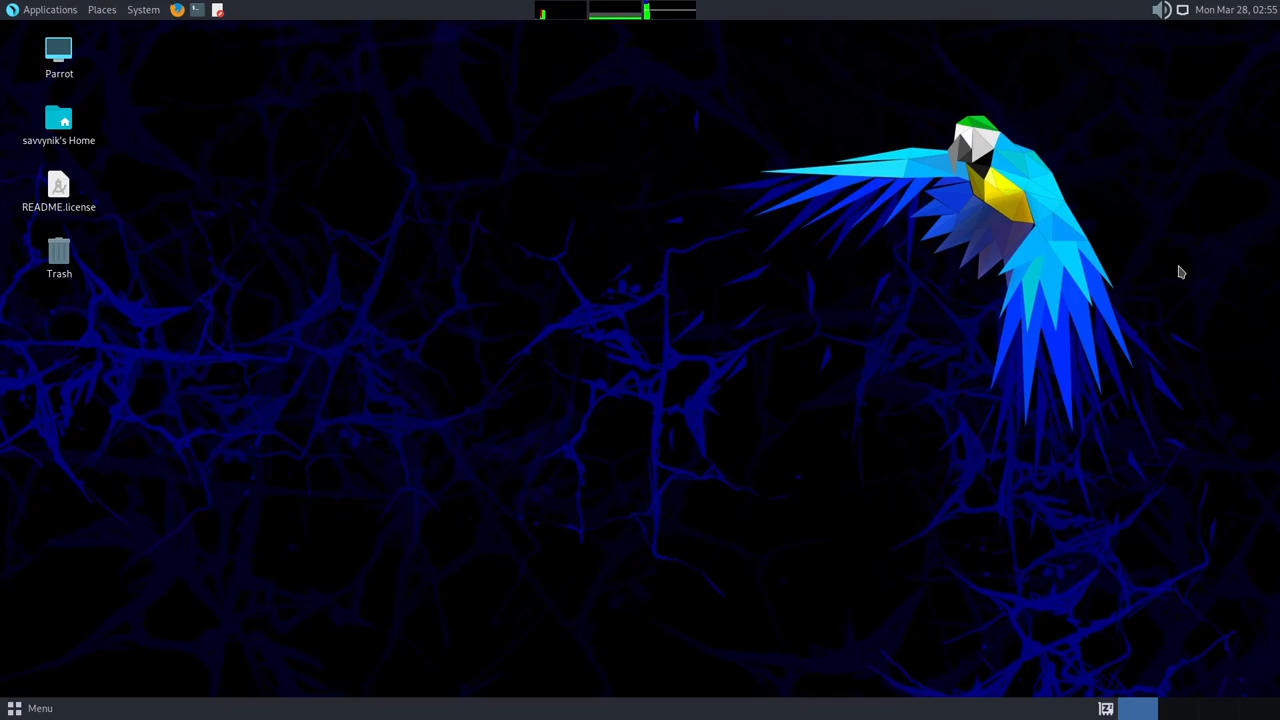 Applications Places System Mon Mar 28, 02:55
Parrot
savvynik's Home
README.license
Trash
Menu